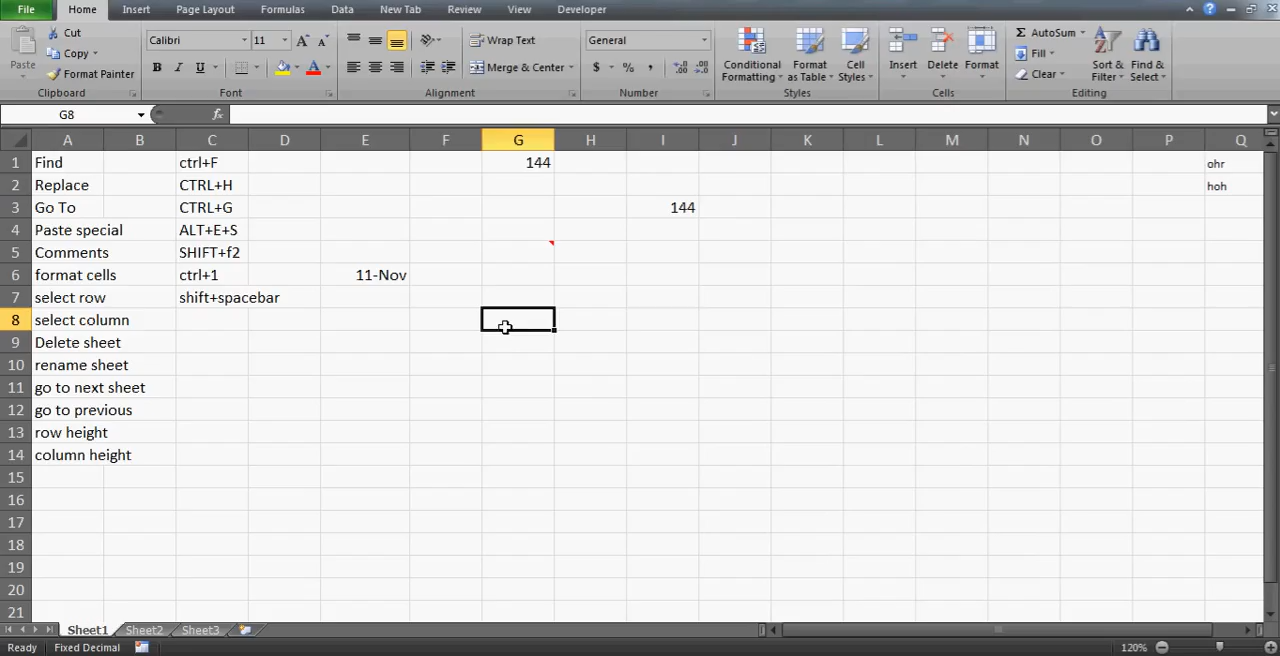 File Home Insert Page Layout Formulas Data New Tab Review View Developer
Paste Cut Copy Format Painter Clipboard
Calibri 11 A A B I U A Font
Wrap Text Merge & Center Alignment
General $ % , .0 .00 .00 .0 Number
Conditional Formatting Format as Table Cell Styles Styles
Insert Delete Format Cells
Σ AutoSum Fill Clear Sort & Filter Find & Select Editing
G8 fx
A B C D E F G H I J K L M N O P Q
1 Find ctrl+F 144 ohr
2 Replace CTRL+H hoh
3 Go To CTRL+G 144
4 Paste special ALT+E+S
5 Comments SHIFT+f2
6 format cells ctrl+1 11-Nov
7 select row shift+spacebar
8 select column
9 Delete sheet
10 rename sheet
11 go to next sheet
12 go to previous
13 row height
14 column height
15
16
17
18
19
20
21
Sheet1 Sheet2 Sheet3
Ready Fixed Decimal 120%